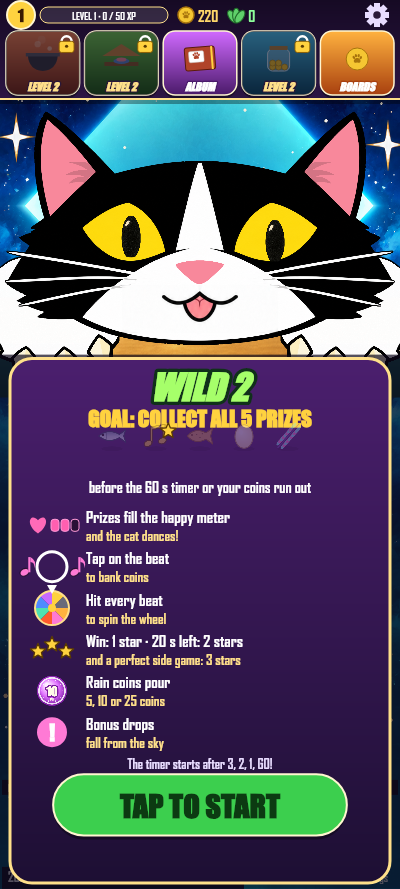 1
LEVEL 1 · 0 / 50 XP
220
0
LEVEL 2
LEVEL 2
ALBUM
LEVEL 2
BOARDS
WILD 2
GOAL: COLLECT ALL 5 PRIZES
before the 60 s timer or your coins run out
Prizes fill the happy meter
and the cat dances!
Tap on the beat
to bank coins
Hit every beat
to spin the wheel
Win: 1 star · 20 s left: 2 stars
and a perfect side game: 3 stars
10
Rain coins pour
5, 10 or 25 coins
!
Bonus drops
fall from the sky
The timer starts after 3, 2, 1, GO!
TAP TO START